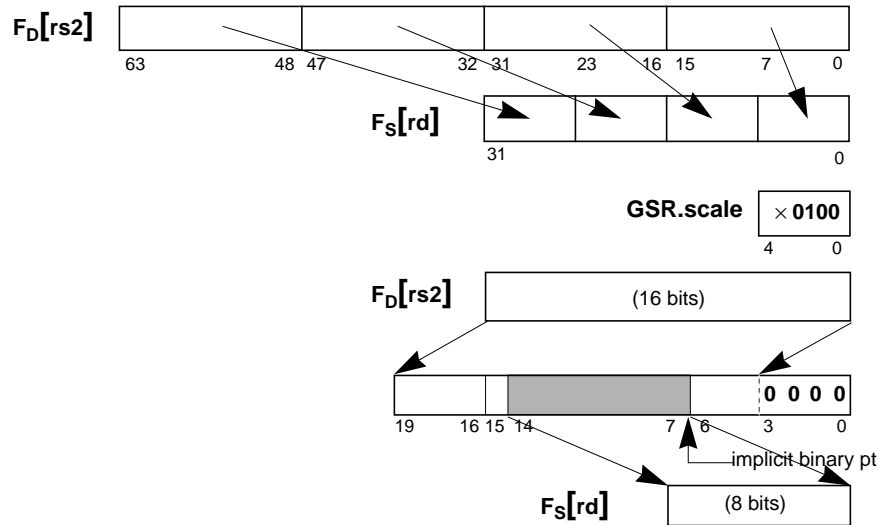 F_D[rs2]
63 48 47 32 31 23 16 15 7 0
F_S[rd]
31 0
GSR.scale × 0100
4 0
F_D[rs2] (16 bits)
0 0 0 0
19 16 15 14 7 6 3 0
implicit binary pt
F_S[rd] (8 bits)